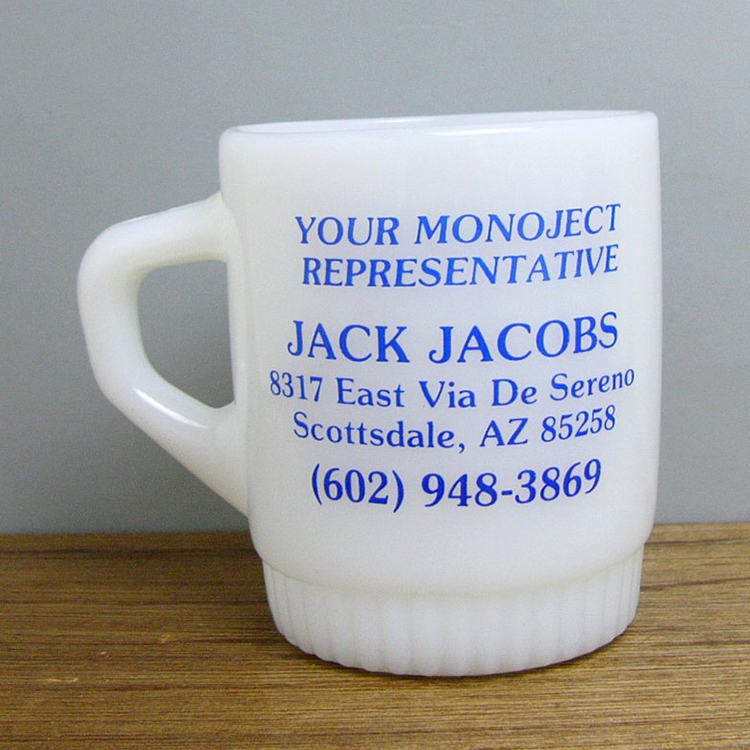 YOUR MONOJECT
REPRESENTATIVE
JACK JACOBS
8317 East Via De Sereno
Scottsdale, AZ 85258
(602) 948-3869